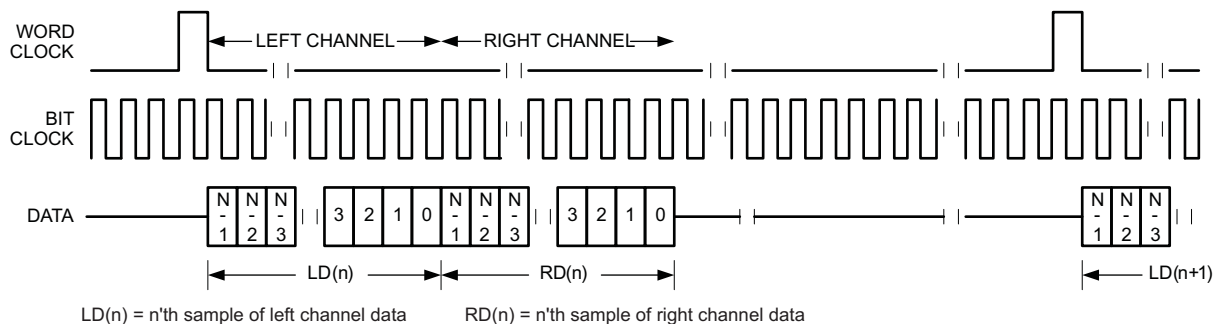 WORD
CLOCK
LEFT CHANNEL
RIGHT CHANNEL
BIT
CLOCK
DATA
N-1
N-2
N-3
3
2
1
0
N-1
N-2
N-3
3
2
1
0
N-1
N-2
N-3
LD(n)
RD(n)
LD(n+1)
LD(n) = n'th sample of left channel data
RD(n) = n'th sample of right channel data